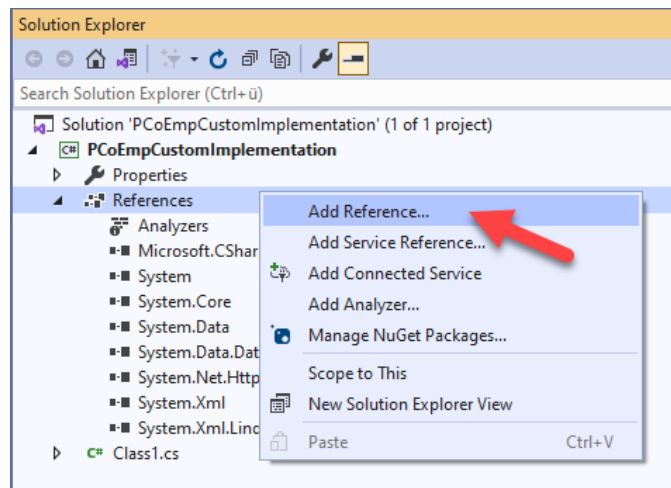 Solution Explorer
Search Solution Explorer (Ctrl+ü)
Solution 'PCoEmpCustomImplementation' (1 of 1 project)
C# PCoEmpCustomImplementation
Properties
References
Analyzers
Microsoft.CShar
System
System.Core
System.Data
System.Data.Dat
System.Net.Http
System.Xml
System.Xml.Linq
C# Class1.cs
Add Reference...
Add Service Reference...
Add Connected Service
Add Analyzer...
Manage NuGet Packages...
Scope to This
New Solution Explorer View
Paste Ctrl+V